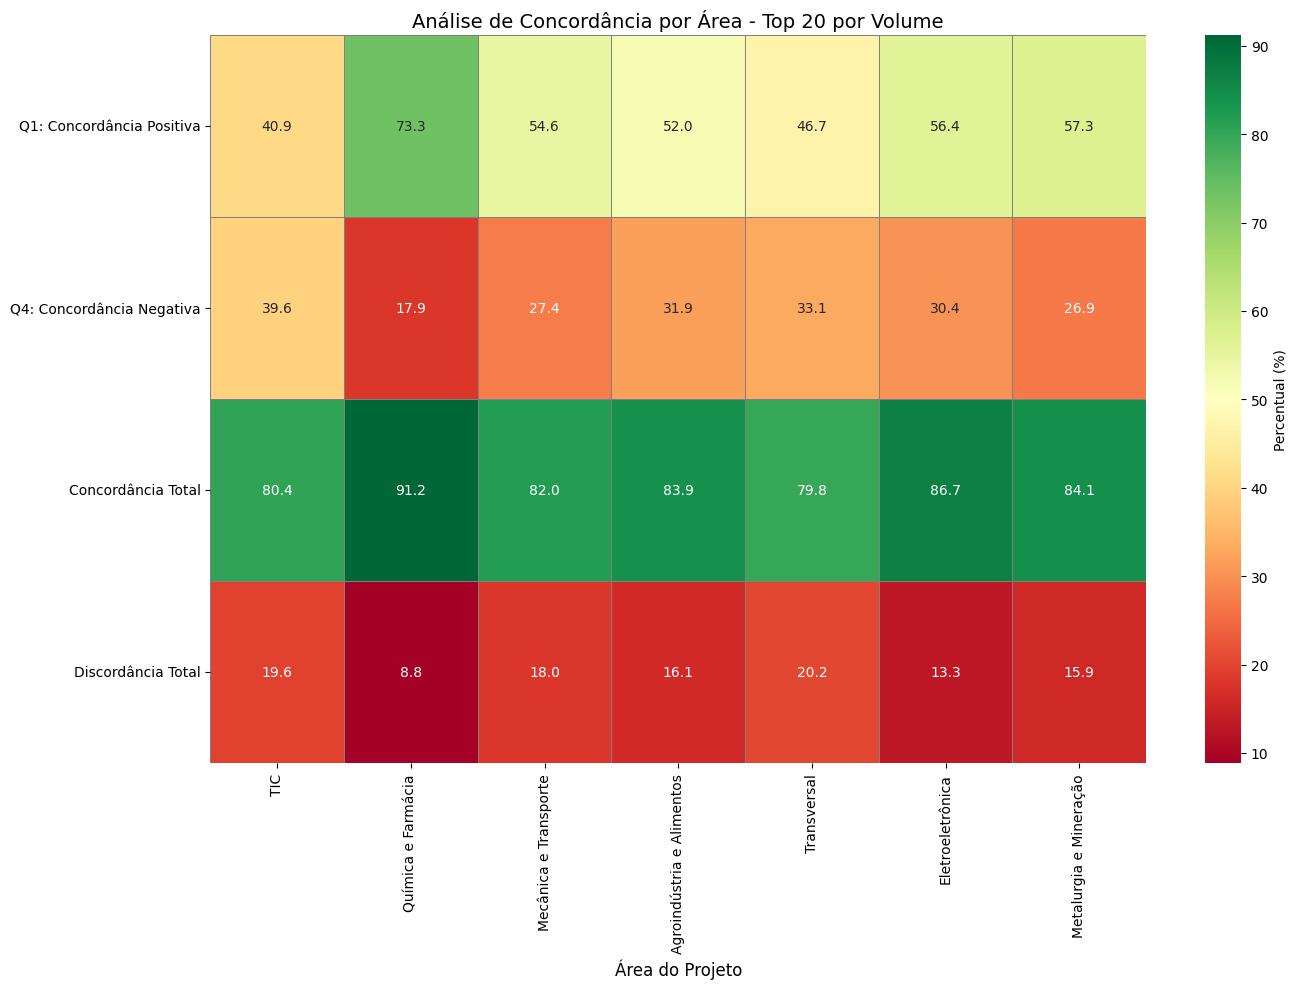 Análise de Concordância por Área - Top 20 por Volume
Q1: Concordância Positiva 40.9 73.3 54.6 52.0 46.7 56.4 57.3
Q4: Concordância Negativa 39.6 17.9 27.4 31.9 33.1 30.4 26.9
Concordância Total 80.4 91.2 82.0 83.9 79.8 86.7 84.1
Discordância Total 19.6 8.8 18.0 16.1 20.2 13.3 15.9
TIC
Química e Farmácia
Mecânica e Transporte
Agroindústria e Alimentos
Transversal
Eletroeletrônica
Metalurgia e Mineração
Área do Projeto
90
80
70
60
50
40
30
20
10
Percentual (%)